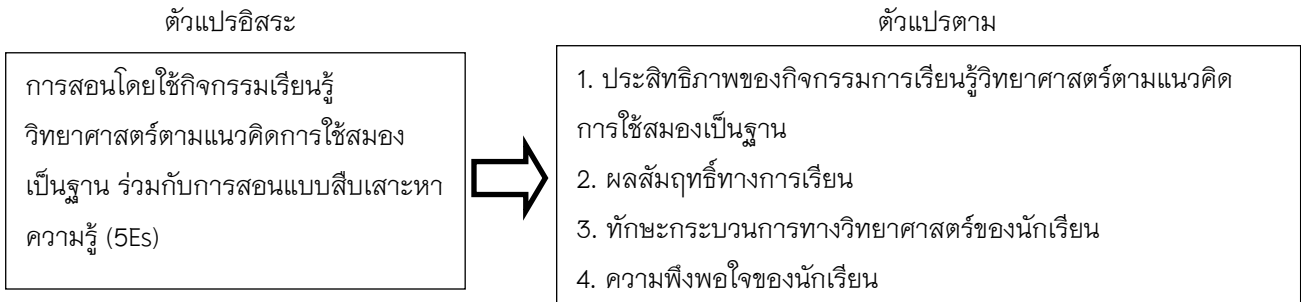 ตัวแปรอิสระ
ตัวแปรตาม
การสอนโดยใช้กิจกรรมเรียนรู้
วิทยาศาสตร์ตามแนวคิดการใช้สมอง
เป็นฐาน ร่วมกับการสอนแบบสืบเสาะหา
ความรู้ (5Es)
1. ประสิทธิภาพของกิจกรรมการเรียนรู้วิทยาศาสตร์ตามแนวคิด
การใช้สมองเป็นฐาน
2. ผลสัมฤทธิ์ทางการเรียน
3. ทักษะกระบวนการทางวิทยาศาสตร์ของนักเรียน
4. ความพึงพอใจของนักเรียน